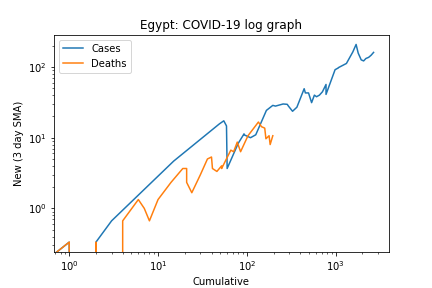 Egypt: COVID-19 log graph
Cases
Deaths
New (3 day SMA)
10²
10¹
10⁰
10⁰ 10¹ 10² 10³
Cumulative